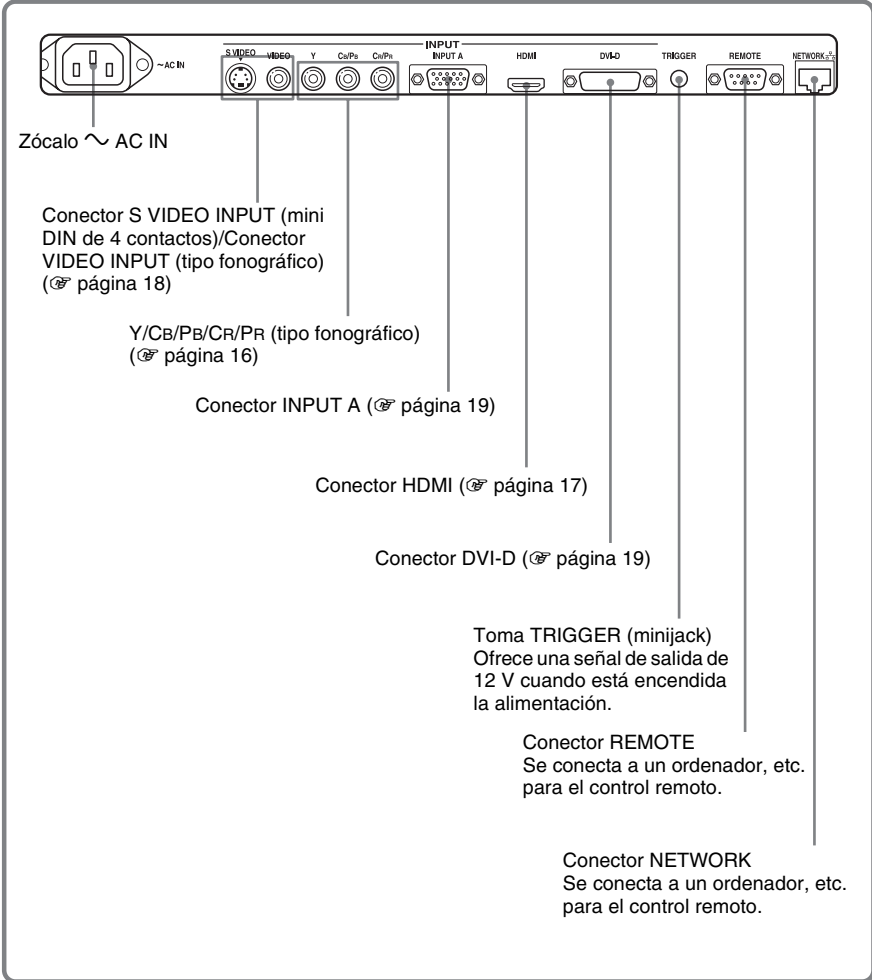 INPUT
~AC IN
S VIDEO
VIDEO
Y
CB/PB
CR/PR
INPUT A
HDMI
DVI-D
TRIGGER
REMOTE
NETWORK
Zócalo ~ AC IN
Conector S VIDEO INPUT (mini
DIN de 4 contactos)/Conector
VIDEO INPUT (tipo fonográfico)
(☞ página 18)
Y/CB/PB/CR/PR (tipo fonográfico)
(☞ página 16)
Conector INPUT A (☞ página 19)
Conector HDMI (☞ página 17)
Conector DVI-D (☞ página 19)
Toma TRIGGER (minijack)
Ofrece una señal de salida de
12 V cuando está encendida
la alimentación.
Conector REMOTE
Se conecta a un ordenador, etc.
para el control remoto.
Conector NETWORK
Se conecta a un ordenador, etc.
para el control remoto.